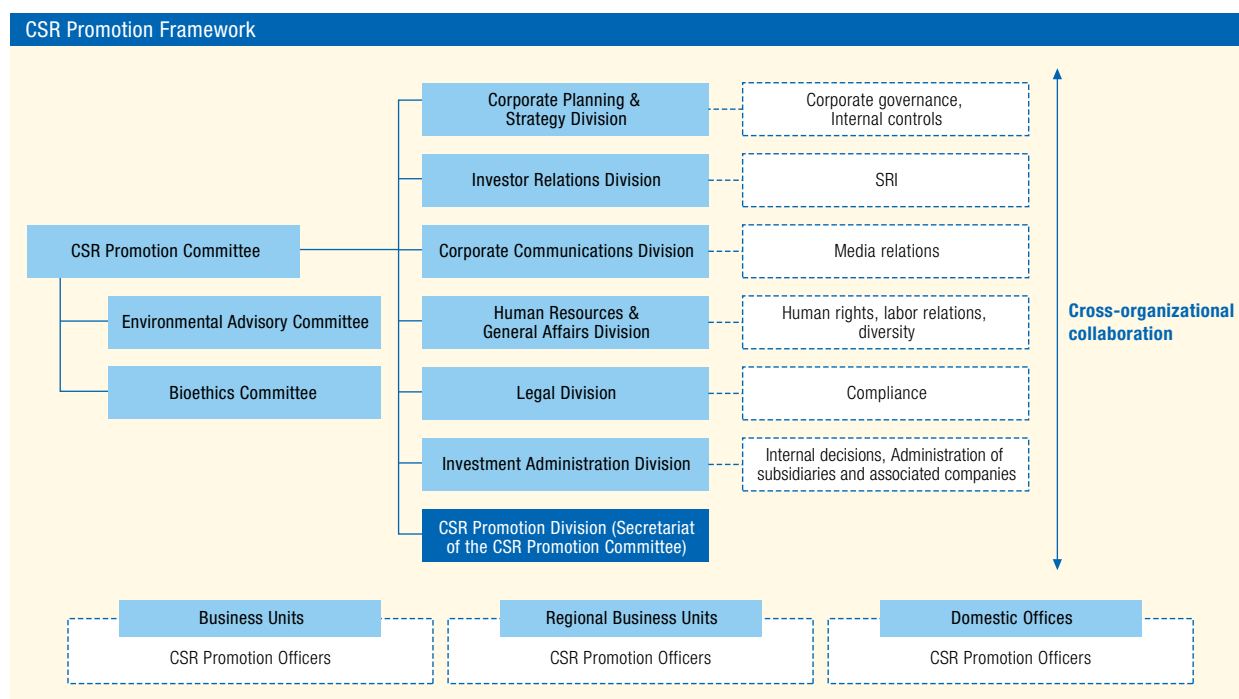 CSR Promotion Framework
Corporate Planning &
Strategy Division
Corporate governance,
Internal controls
Investor Relations Division
SRI
CSR Promotion Committee
Corporate Communications Division
Media relations
Environmental Advisory Committee
Human Resources &
General Affairs Division
Human rights, labor relations,
diversity
Cross-organizational
collaboration
Bioethics Committee
Legal Division
Compliance
Investment Administration Division
Internal decisions, Administration of
subsidiaries and associated companies
CSR Promotion Division (Secretariat
of the CSR Promotion Committee)
Business Units
CSR Promotion Officers
Regional Business Units
CSR Promotion Officers
Domestic Offices
CSR Promotion Officers